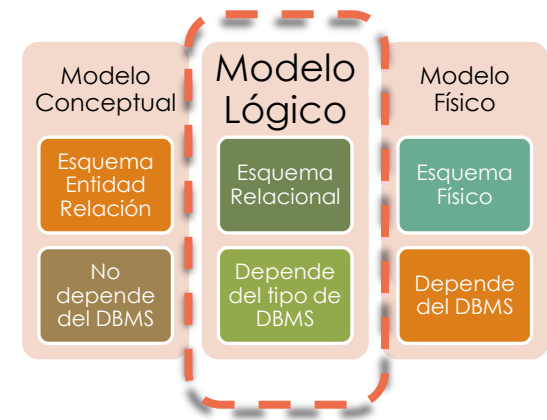 Modelo
Conceptual
Esquema
Entidad
Relación
No
depende
del DBMS
Modelo
Lógico
Esquema
Relacional
Depende
del tipo de
DBMS
Modelo
Físico
Esquema
Físico
Depende
del DBMS